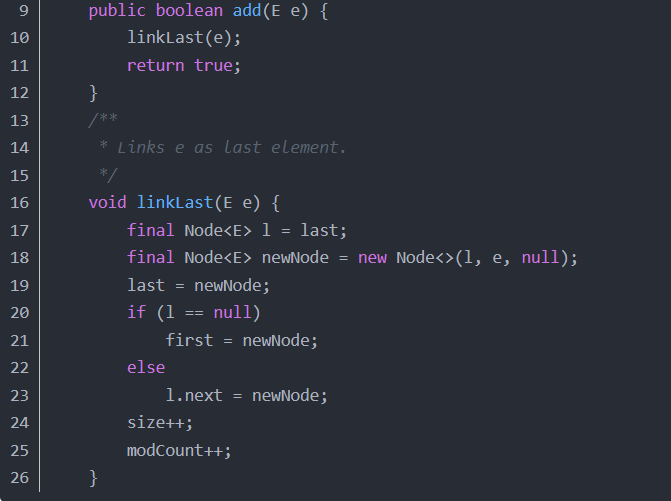 9 public boolean add(E e) {
10 linkLast(e);
11 return true;
12 }
13 /**
14 * Links e as last element.
15 */
16 void linkLast(E e) {
17 final Node<E> l = last;
18 final Node<E> newNode = new Node<>(l, e, null);
19 last = newNode;
20 if (l == null)
21 first = newNode;
22 else
23 l.next = newNode;
24 size++;
25 modCount++;
26 }